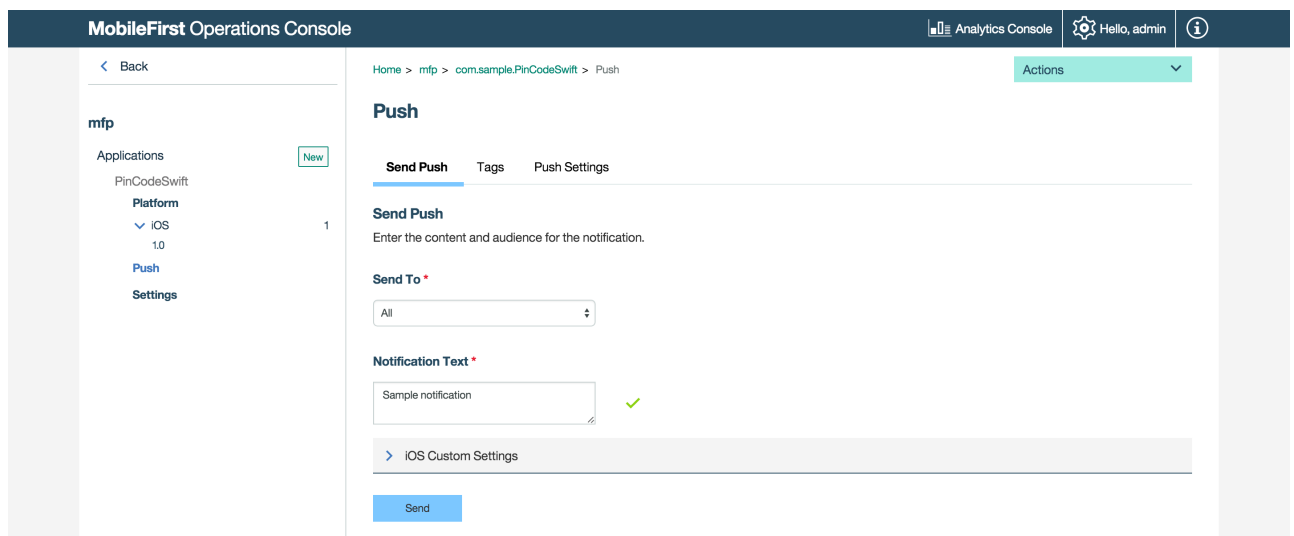 MobileFirst Operations Console
Analytics Console
Hello, admin
Back
Home > mfp > com.sample.PinCodeSwift > Push
Actions
Push
mfp
Applications
New
PinCodeSwift
Platform
iOS
1
1.0
Push
Settings
Send Push
Tags
Push Settings
Send Push
Enter the content and audience for the notification.
Send To *
All
Notification Text *
Sample notification
iOS Custom Settings
Send